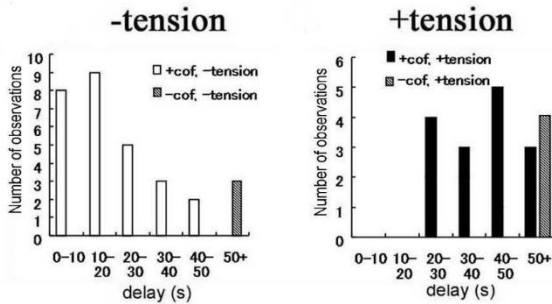 -tension
+tension
Number of observations
10
9
8
7
6
5
4
3
2
1
0
+cof, -tension
-cof, -tension
0-10 10-20 20-30 30-40 40-50 50+
delay (s)
Number of observations
6
5
4
3
2
1
0
+cof, +tension
-cof, +tension
0-10 10-20 20-30 30-40 40-50 50+
delay (s)